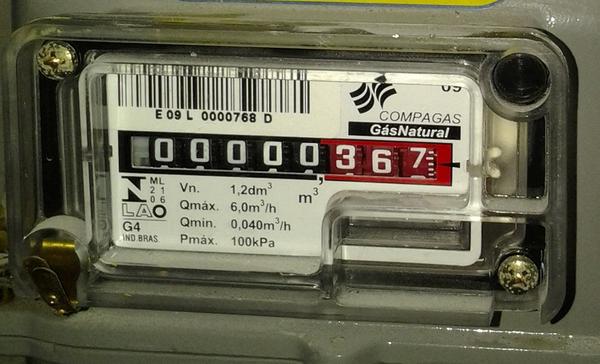 09
E 09 L 0000768 D
COMPAGAS
GásNatural
00000,367
m³
ML
21
06
N
LAO
G4
IND.BRAS.
Vn. 1,2dm³
Qmáx. 6,0m³/h
Qmin. 0,040m³/h
Pmáx. 100kPa